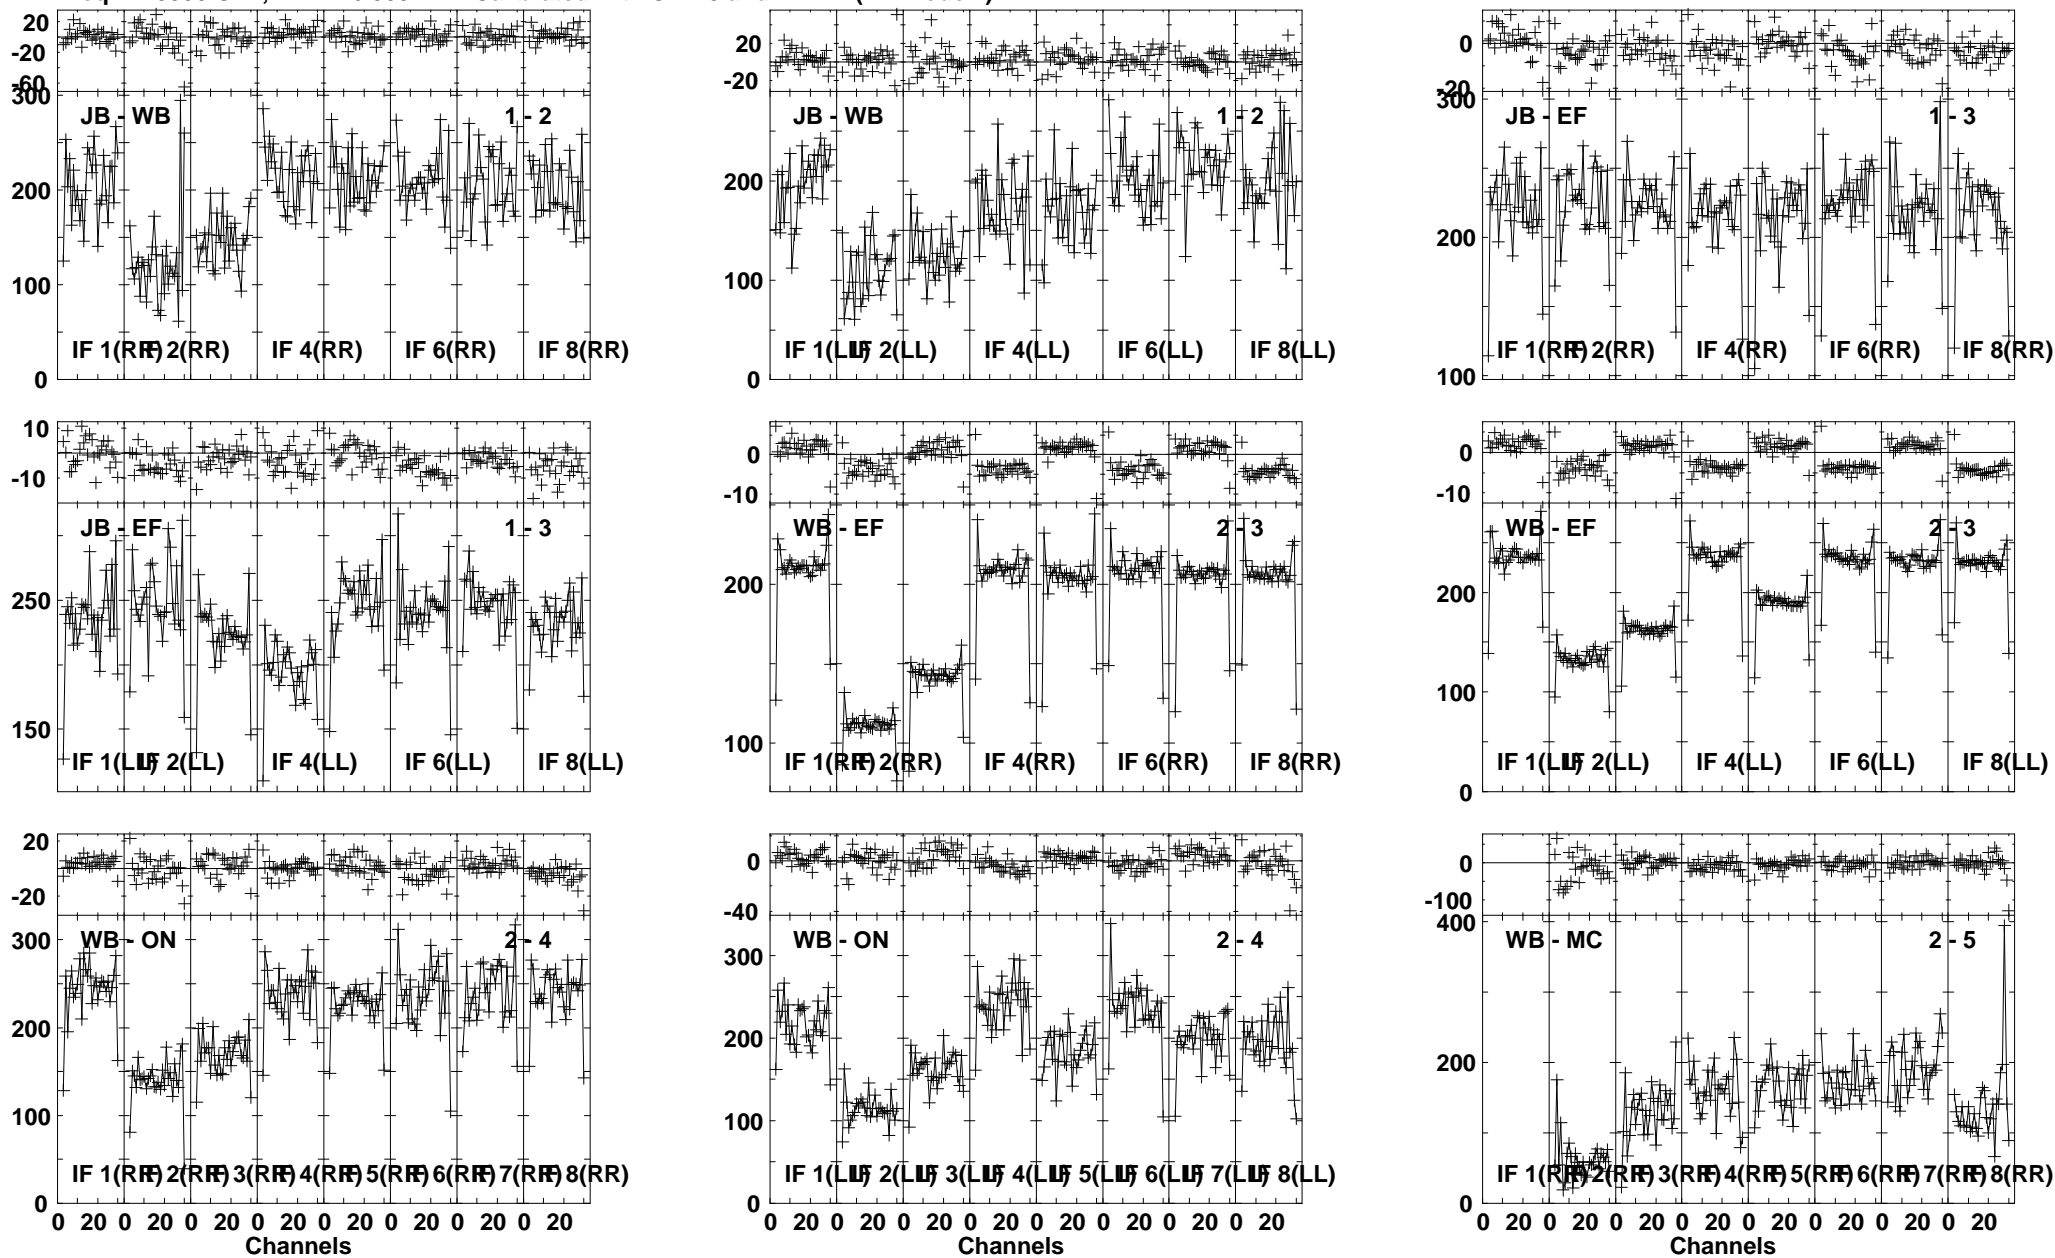 20
-20
-60
300
JB - WB
1 - 2
200
100
IF 1(RR)
IF 2(RR)
IF 4(RR)
IF 6(RR)
IF 8(RR)
0
20
-20
JB - WB
1 - 2
200
100
IF 1(LL)
IF 2(LL)
IF 4(LL)
IF 6(LL)
IF 8(LL)
0
0
-20
300
JB - EF
1 - 3
200
IF 1(RR)
IF 2(RR)
IF 4(RR)
IF 6(RR)
IF 8(RR)
100
10
-10
JB - EF
1 - 3
250
150
IF 1(LL)
IF 2(LL)
IF 4(LL)
IF 6(LL)
IF 8(LL)
0
-10
WB - EF
2 - 3
200
100
IF 1(RR)
IF 2(RR)
IF 4(RR)
IF 6(RR)
IF 8(RR)
0
-10
WB - EF
2 - 3
200
100
IF 1(LL)
IF 2(LL)
IF 4(LL)
IF 6(LL)
IF 8(LL)
0
20
-20
WB - ON
2 - 4
300
200
100
IF 1(RR)
IF 2(RR)
IF 3(RR)
IF 4(RR)
IF 5(RR)
IF 6(RR)
IF 7(RR)
IF 8(RR)
0
0 20 0 20 0 20 0 20 0 20 0 20 0 20 0 20
Channels
0
-40
WB - ON
2 - 4
300
200
100
IF 1(LL)
IF 2(LL)
IF 3(LL)
IF 4(LL)
IF 5(LL)
IF 6(LL)
IF 7(LL)
IF 8(LL)
0
0 20 0 20 0 20 0 20 0 20 0 20 0 20 0 20
Channels
0
-100
400
WB - MC
2 - 5
200
IF 1(RR)
IF 2(RR)
IF 3(RR)
IF 4(RR)
IF 5(RR)
IF 6(RR)
IF 7(RR)
IF 8(RR)
0
0 20 0 20 0 20 0 20 0 20 0 20 0 20 0 20
Channels